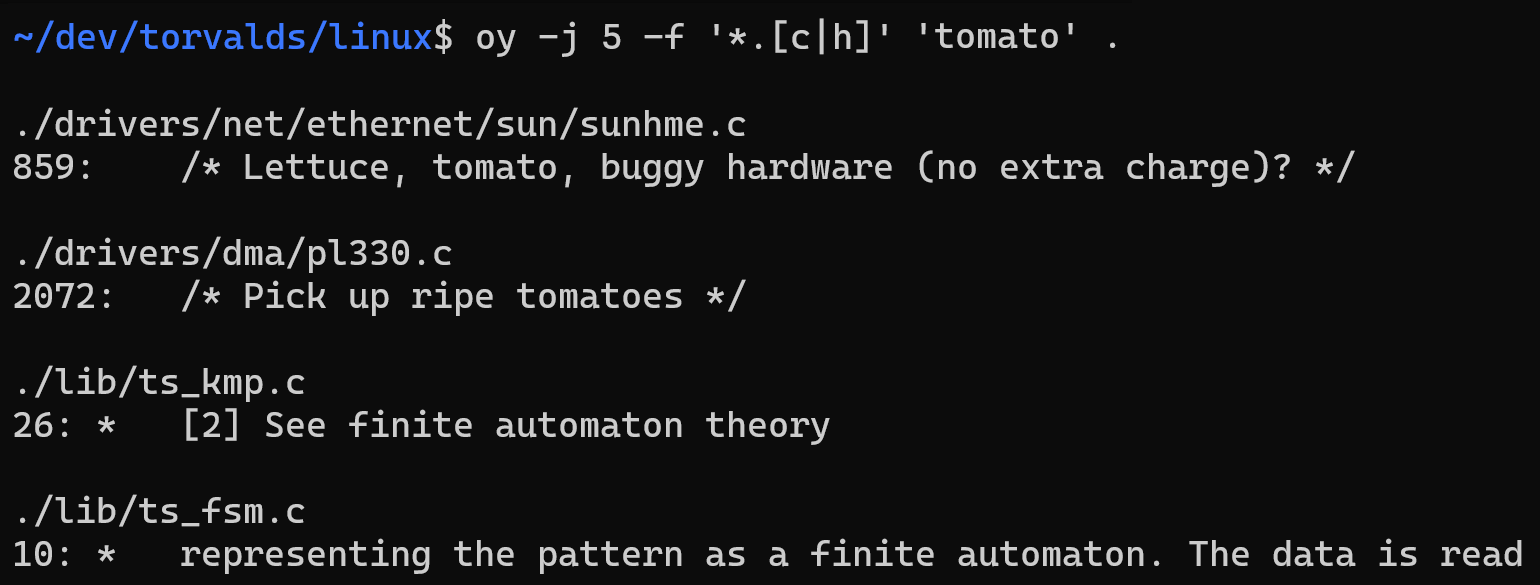 ~/dev/torvalds/linux$ oy -j 5 -f '*.[c|h]' 'tomato' .
./drivers/net/ethernet/sun/sunhme.c
859:    /* Lettuce, tomato, buggy hardware (no extra charge)? */
./drivers/dma/pl330.c
2072:   /* Pick up ripe tomatoes */
./lib/ts_kmp.c
26: *   [2] See finite automaton theory
./lib/ts_fsm.c
10: *   representing the pattern as a finite automaton. The data is read